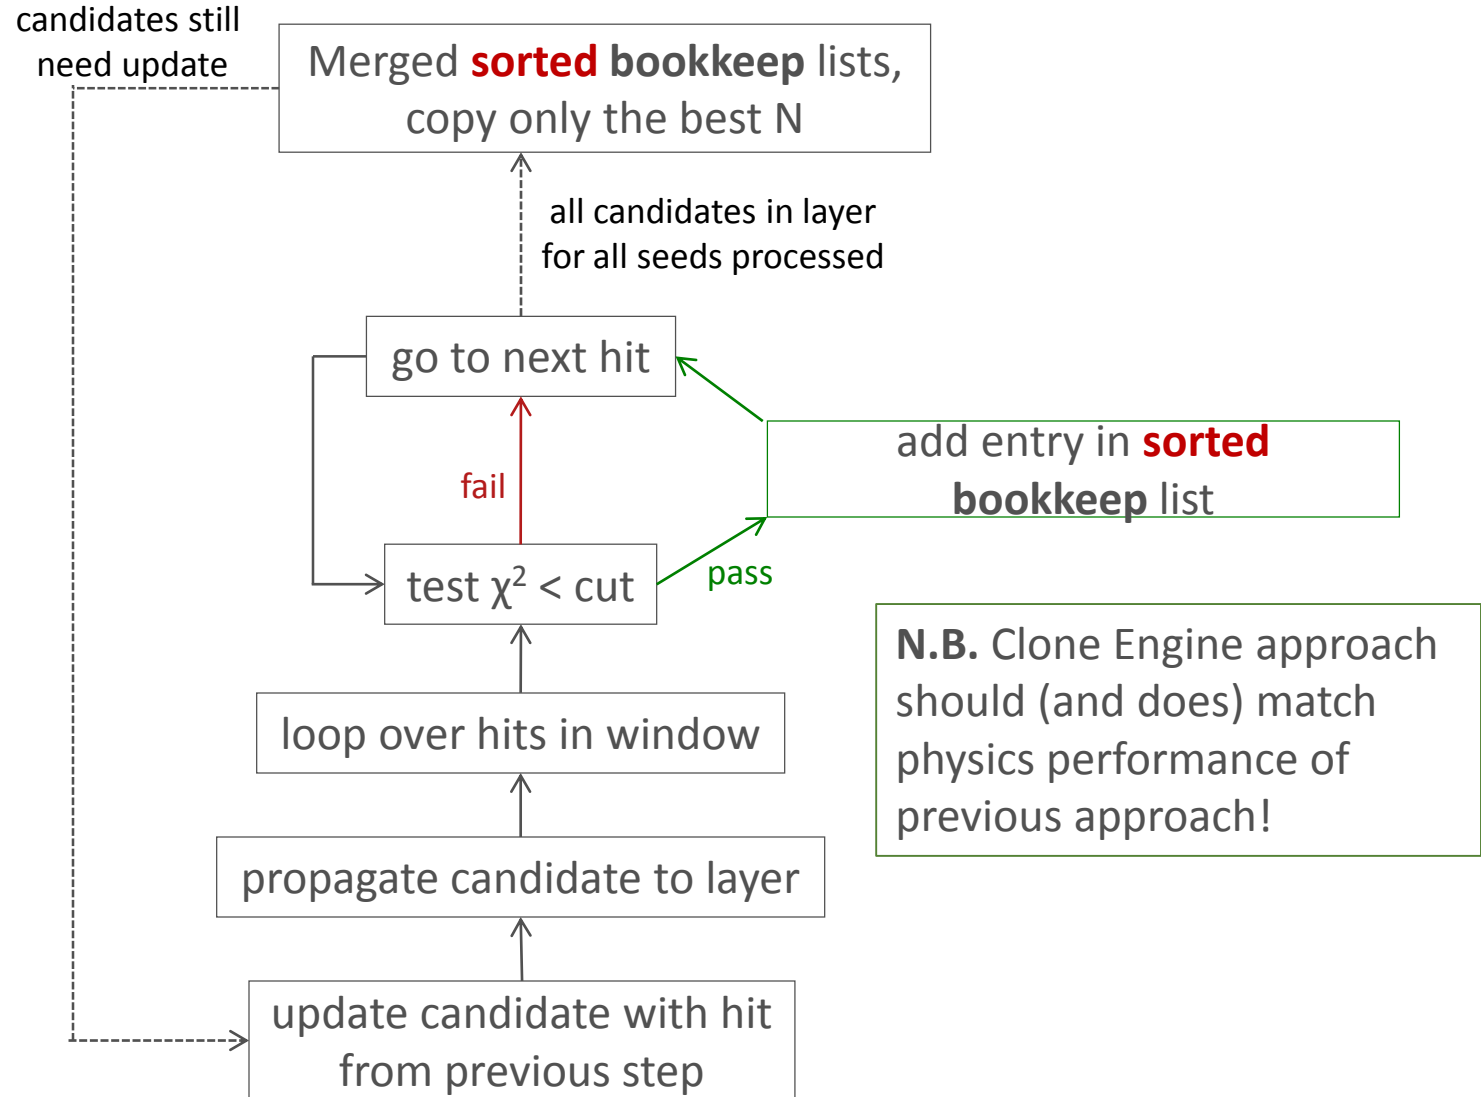 candidates still
need update
Merged sorted bookkeep lists,
copy only the best N
all candidates in layer
for all seeds processed
go to next hit
add entry in sorted
bookkeep list
fail
pass
test χ² < cut
N.B. Clone Engine approach
should (and does) match
physics performance of
previous approach!
loop over hits in window
propagate candidate to layer
update candidate with hit
from previous step